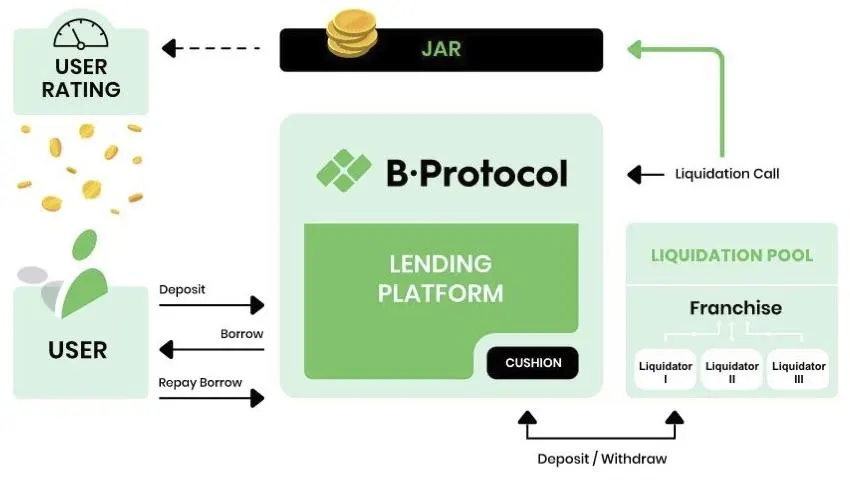 USER
RATING
JAR
B·Protocol
Liquidation Call
LENDING
PLATFORM
CUSHION
LIQUIDATION POOL
Franchise
Liquidator
I
Liquidator
II
Liquidator
III
Deposit
Borrow
Repay Borrow
USER
Deposit / Withdraw